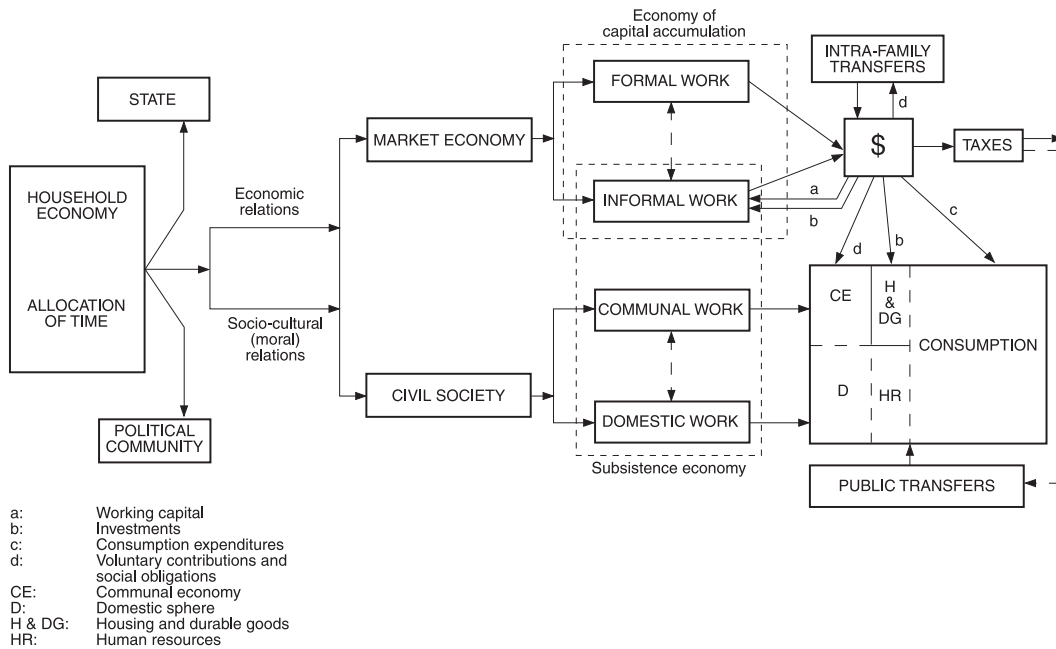 Economy of
capital accumulation
INTRA-FAMILY
TRANSFERS
STATE
FORMAL WORK
d
MARKET ECONOMY
$
TAXES
HOUSEHOLD
ECONOMY
Economic
relations
INFORMAL WORK
a
b
c
d
b
ALLOCATION
OF TIME
Socio-cultural
(moral)
relations
COMMUNAL WORK
CE
H
&
DG
CONSUMPTION
CIVIL SOCIETY
D
HR
DOMESTIC WORK
POLITICAL
COMMUNITY
Subsistence economy
PUBLIC TRANSFERS
a: Working capital
b: Investments
c: Consumption expenditures
d: Voluntary contributions and
social obligations
CE: Communal economy
D: Domestic sphere
H & DG: Housing and durable goods
HR: Human resources